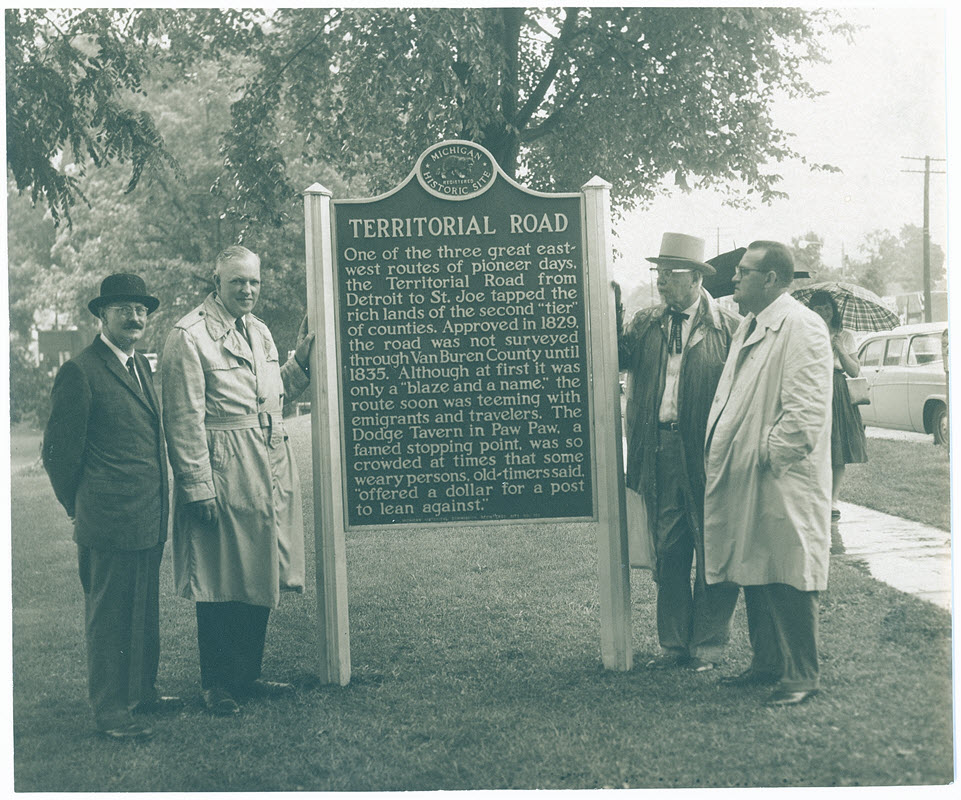 MICHIGAN
REGISTERED
HISTORIC SITE
TERRITORIAL ROAD
One of the three great east-
west routes of pioneer days,
the Territorial Road from
Detroit to St. Joe tapped the
rich lands of the second "tier"
of counties. Approved in 1829,
the road was not surveyed
through Van Buren County until
1835. Although at first it was
only a "blaze and a name," the
route soon was teeming with
emigrants and travelers. The
Dodge Tavern in Paw Paw, a
famed stopping point, was so
crowded at times that some
weary persons, old-timers said,
"offered a dollar for a post
to lean against."